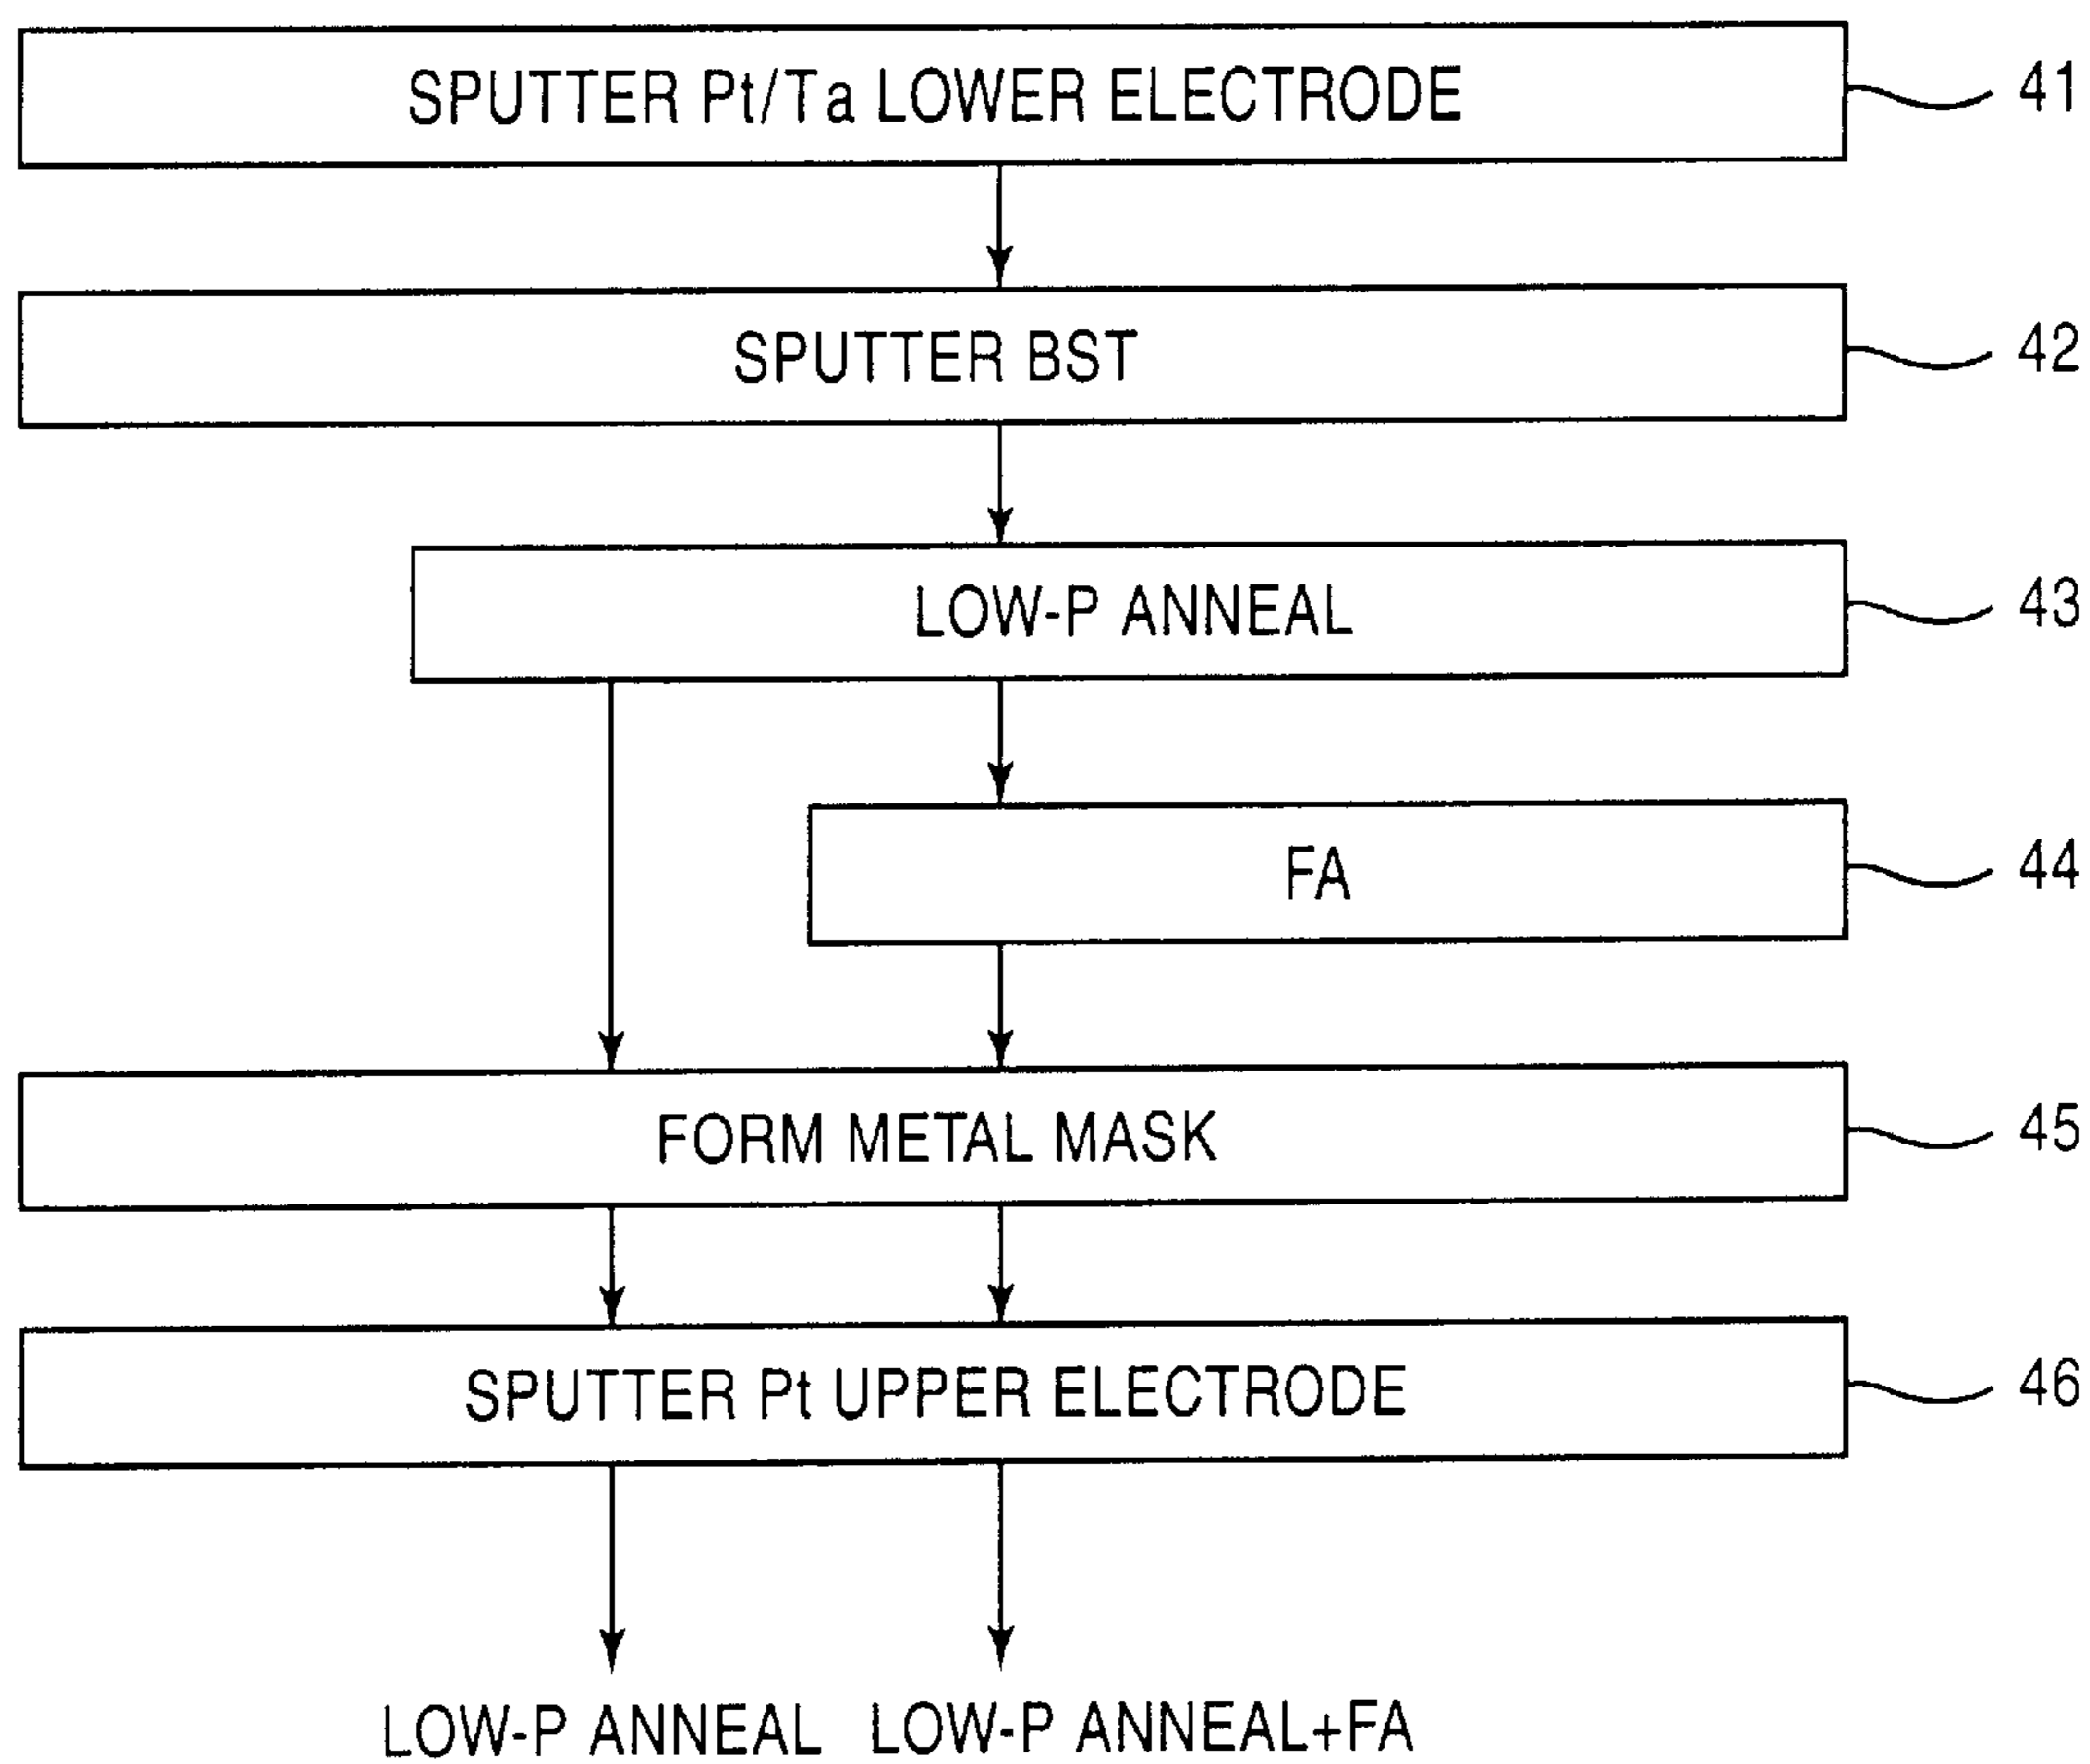 SPUTTER Pt/Ta LOWER ELECTRODE 41
SPUTTER BST 42
LOW-P ANNEAL 43
FA 44
FORM METAL MASK 45
SPUTTER Pt UPPER ELECTRODE 46
LOW-P ANNEAL LOW-P ANNEAL+FA